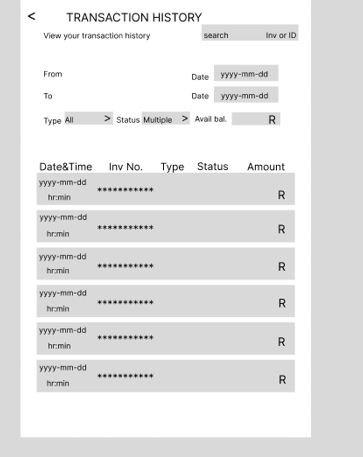 < TRANSACTION HISTORY
View your transaction history search Inv or ID
From Date yyyy-mm-dd
To Date yyyy-mm-dd
Type All > Status Multiple > Avail bal. R
Date&Time Inv No. Type Status Amount
yyyy-mm-dd
hr:min *********** R
yyyy-mm-dd
hr:min *********** R
yyyy-mm-dd
hr:min *********** R
yyyy-mm-dd
hr:min *********** R
yyyy-mm-dd
hr:min *********** R
yyyy-mm-dd
hr:min *********** R